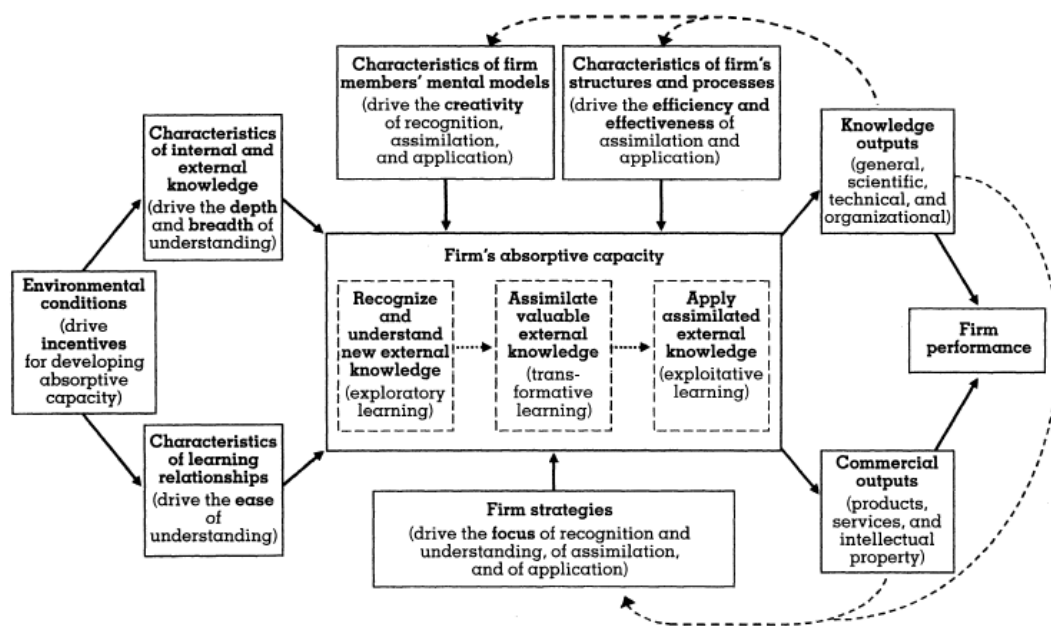 Characteristics of firm
members' mental models
(drive the creativity
of recognition,
assimilation,
and application)
Characteristics of firm's
structures and processes
(drive the efficiency and
effectiveness of
assimilation and
application)
Characteristics
of internal and
external
knowledge
(drive the depth
and breadth of
understanding)
Knowledge
outputs
(general,
scientific,
technical, and
organizational)
Environmental
conditions
(drive
incentives
for developing
absorptive
capacity)
Firm's absorptive capacity
Recognize
and
understand
new external
knowledge
(exploratory
learning)
Assimilate
valuable
external
knowledge
(trans-
formative
learning)
Apply
assimilated
external
knowledge
(exploitative
learning)
Firm
performance
Characteristics
of learning
relationships
(drive the ease of
understanding)
Firm strategies
(drive the focus of recognition and
understanding, of assimilation,
and of application)
Commercial
outputs
(products,
services, and
intellectual
property)